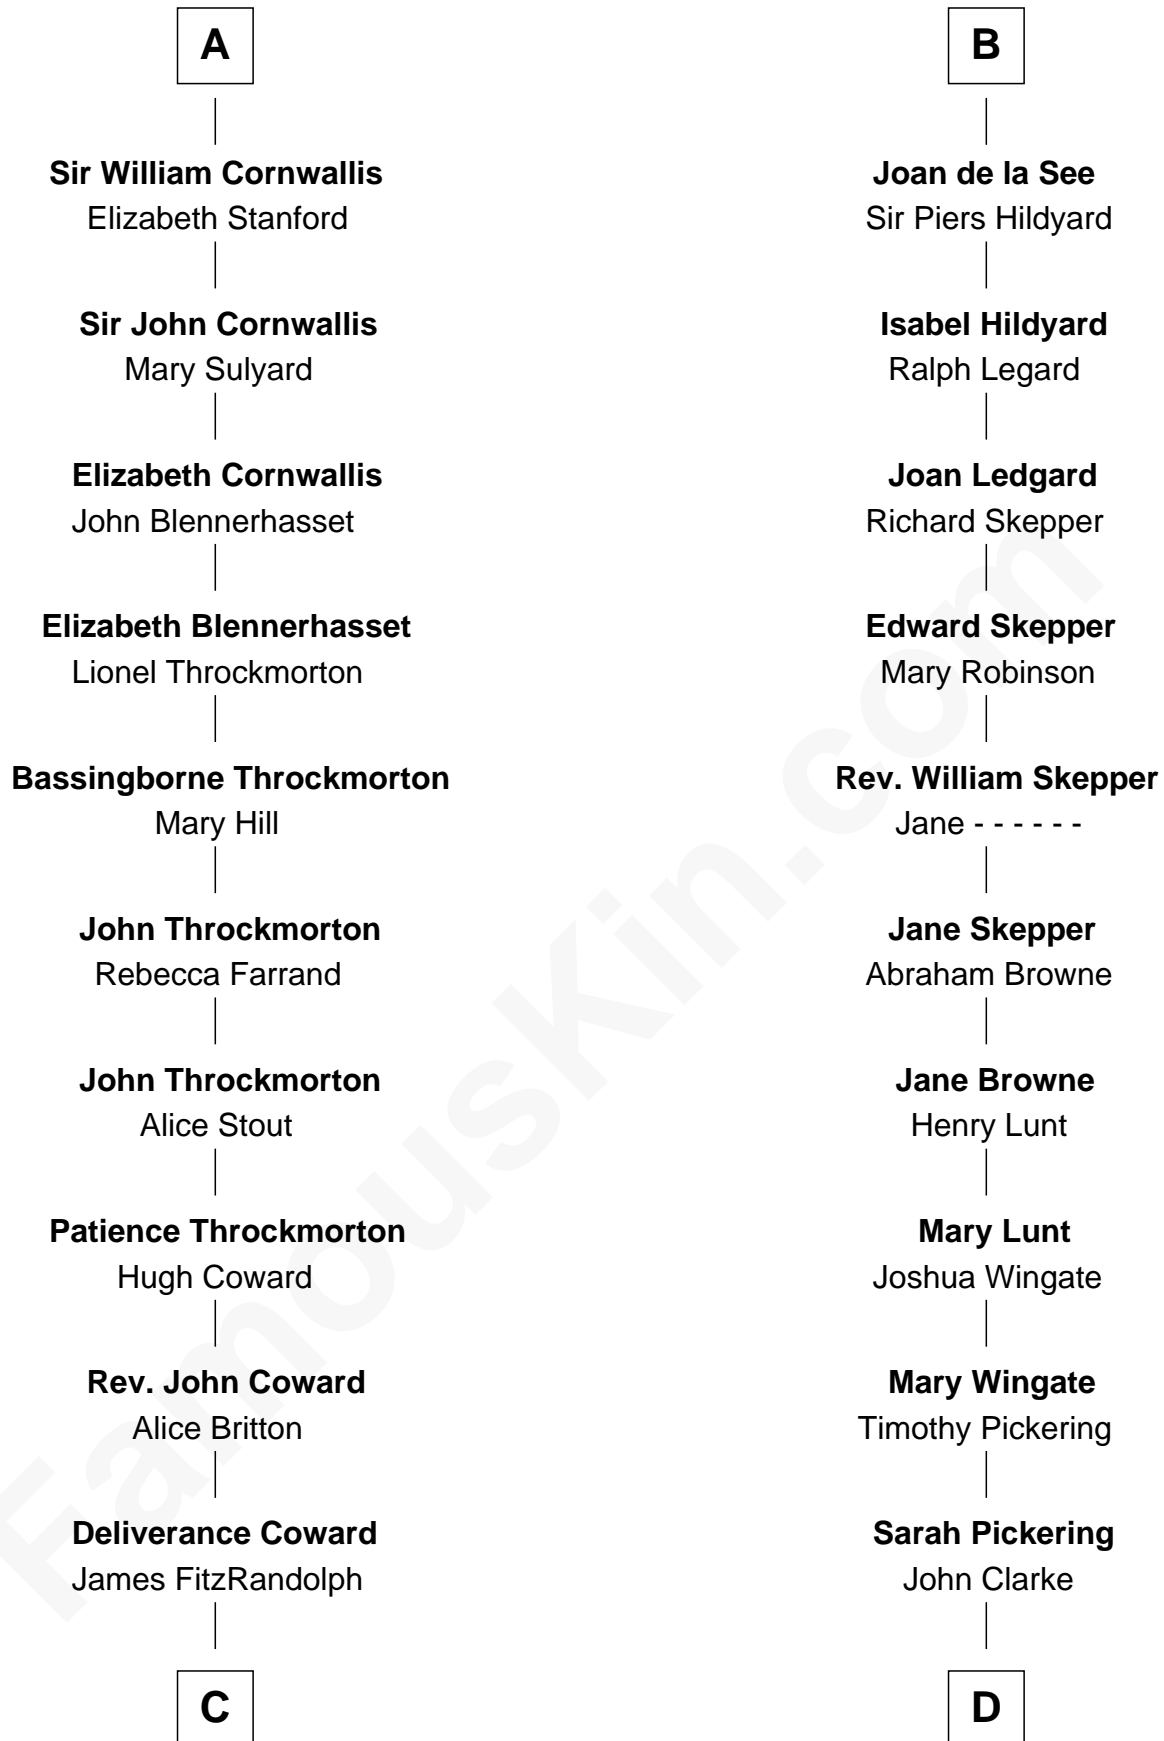 A
Sir William Cornwallis
Elizabeth Stanford
Sir John Cornwallis
Mary Sulyard
Elizabeth Cornwallis
John Blennerhasset
Elizabeth Blennerhasset
Lionel Throckmorton
Bassingborne Throckmorton
Mary Hill
John Throckmorton
Rebecca Farrand
John Throckmorton
Alice Stout
Patience Throckmorton
Hugh Coward
Rev. John Coward
Alice Britton
Deliverance Coward
James FitzRandolph
C
B
Joan de la See
Sir Piers Hildyard
Isabel Hildyard
Ralph Legard
Joan Ledgard
Richard Skepper
Edward Skepper
Mary Robinson
Rev. William Skepper
Jane - - - - - -
Jane Skepper
Abraham Browne
Jane Browne
Henry Lunt
Mary Lunt
Joshua Wingate
Mary Wingate
Timothy Pickering
Sarah Pickering
John Clarke
D
FamousKin.com